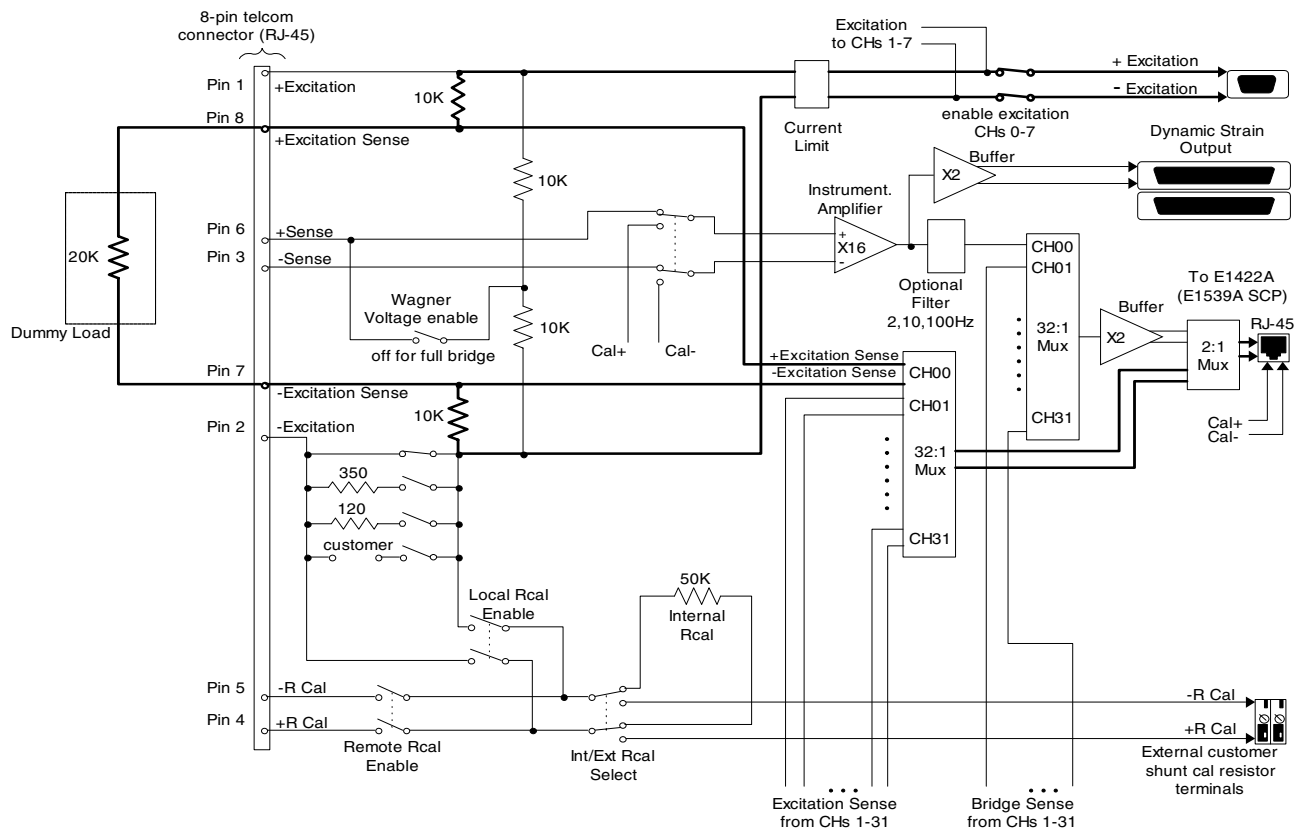 8-pin telcom
connector (RJ-45)
Pin 1
+Excitation
10K
Pin 8
+Excitation Sense
10K
Excitation
to CHs 1-7
+ Excitation
- Excitation
enable excitation
CHs 0-7
Current
Limit
Dynamic Strain
Output
Buffer
X2
Instrument.
Amplifier
+
X16
-
Pin 6
+Sense
Pin 3
-Sense
20K
Dummy Load
Wagner
Voltage enable
off for full bridge
10K
Cal+
Cal-
Optional
Filter
2,10,100Hz
CH00
CH01
32:1
Mux
CH31
Buffer
X2
To E1422A
(E1539A SCP)
RJ-45
2:1
Mux
Cal+
Cal-
+Excitation Sense
-Excitation Sense
CH00
CH01
32:1
Mux
CH31
Pin 7
-Excitation Sense
10K
Pin 2
-Excitation
350
120
customer
Local Rcal
Enable
50K
Internal
Rcal
Pin 5
-R Cal
Pin 4
+R Cal
Remote Rcal
Enable
Int/Ext Rcal
Select
-R Cal
+R Cal
External customer
shunt cal resistor
terminals
Excitation Sense
from CHs 1-31
Bridge Sense
from CHs 1-31